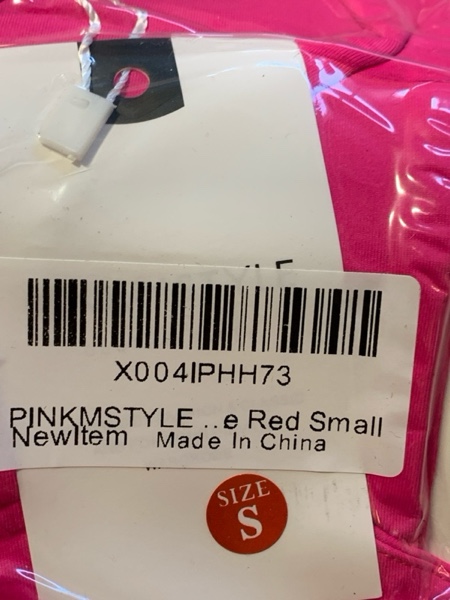 X004IPHH73
PINKMSTYLE ..e Red Small
NewItem Made In China
SIZE
S